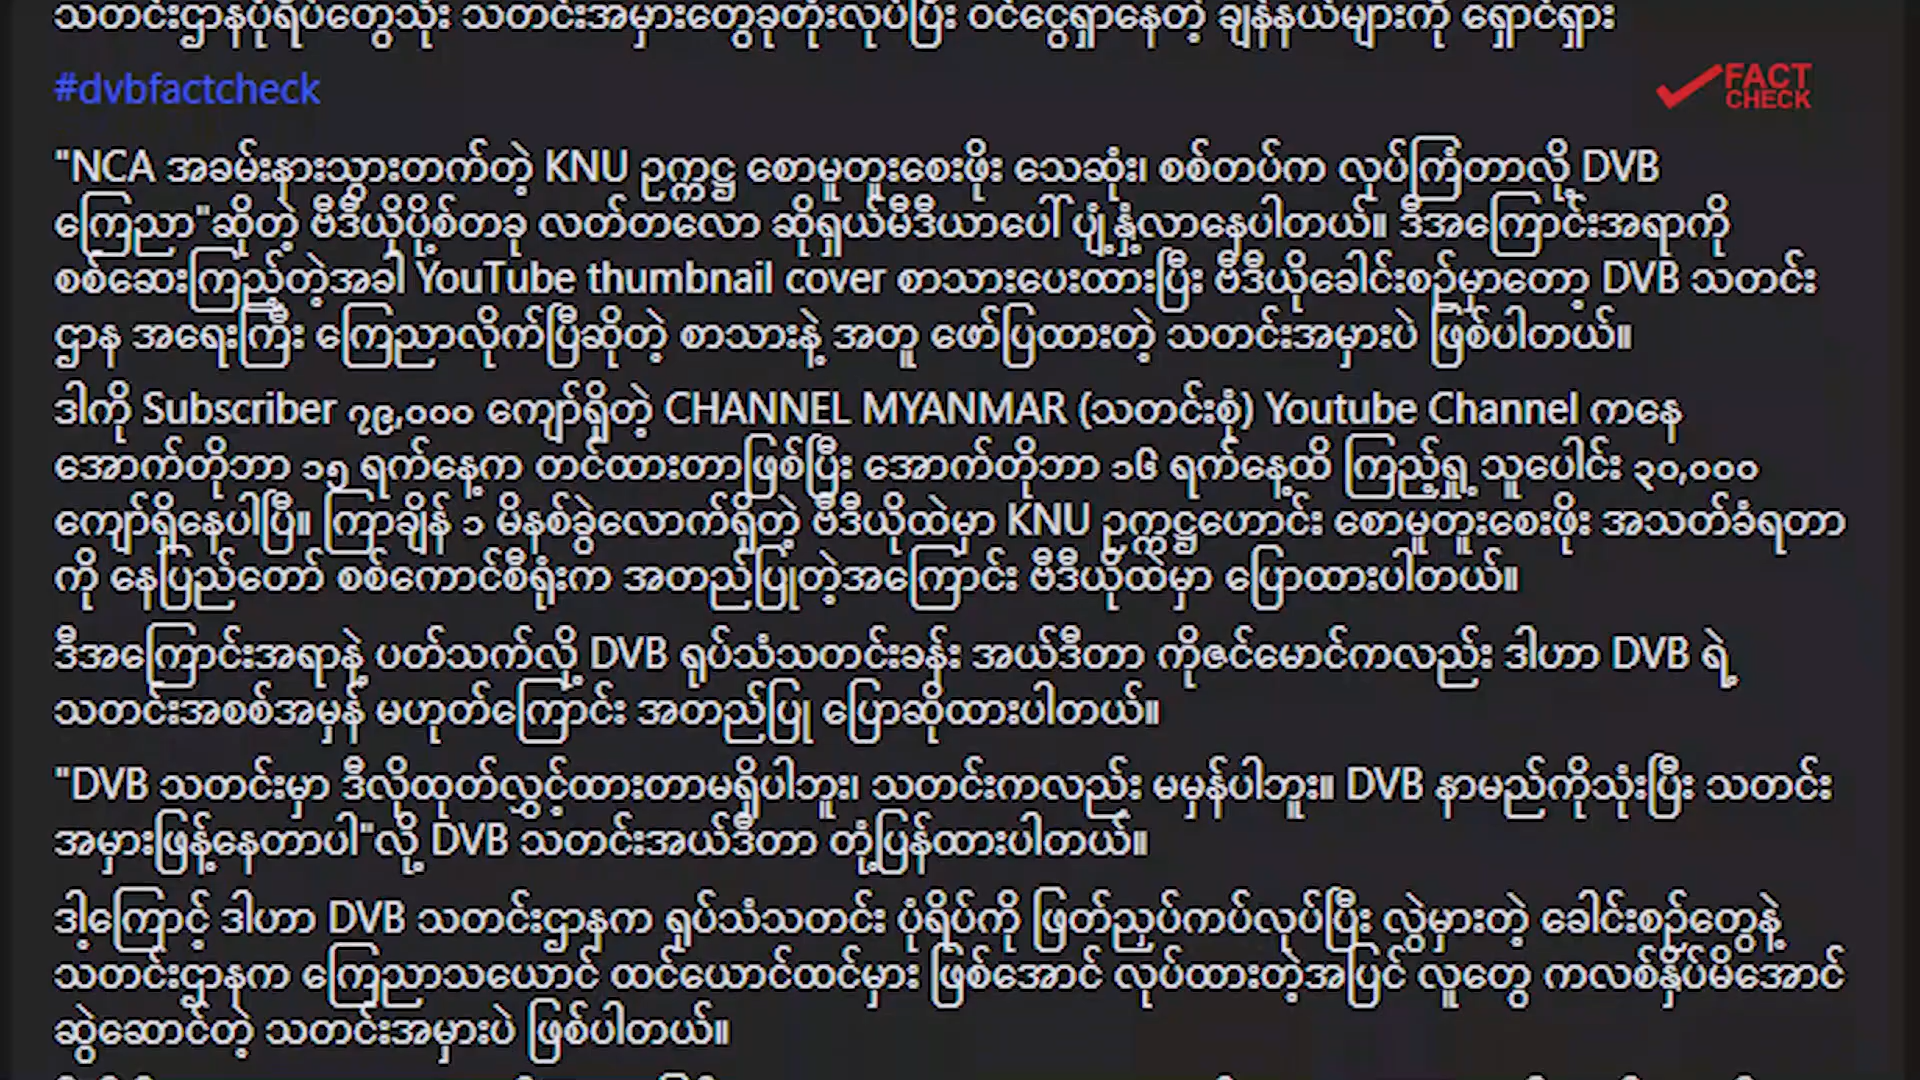 သတင်းဌာနပုံရိပ်တွေသုံး သတင်းအမှားတွေခုတုံးလုပ်ပြီး ဝင်ငွေရှာနေတဲ့ ချန်နယ်များကို ရှောင်ရှား
#dvbfactcheck
FACT
CHECK
"NCA အခမ်းနားသွားတက်တဲ့ KNU ဥက္ကဋ္ဌ စောမူတူးစေးဖိုး သေဆုံး၊ စစ်တပ်က လုပ်ကြံတာလို့ DVB
ကြေညာ"ဆိုတဲ့ ဗီဒီယိုပို့စ်တခု လတ်တလော ဆိုရှယ်မီဒီယာပေါ် ပျံ့နှံ့လာနေပါတယ်။ ဒီအကြောင်းအရာကို
စစ်ဆေးကြည့်တဲ့အခါ YouTube thumbnail cover စာသားပေးထားပြီး ဗီဒီယိုခေါင်းစဉ်မှာတော့ DVB သတင်း
ဌာန အရေးကြီး ကြေညာလိုက်ပြီဆိုတဲ့ စာသားနဲ့ အတူ ဖော်ပြထားတဲ့ သတင်းအမှားပဲ ဖြစ်ပါတယ်။
ဒါကို Subscriber ၇၉,၀၀၀ ကျော်ရှိတဲ့ CHANNEL MYANMAR (သတင်းစုံ) Youtube Channel ကနေ
အောက်တိုဘာ ၁၅ ရက်နေ့က တင်ထားတာဖြစ်ပြီး အောက်တိုဘာ ၁၆ ရက်နေ့ထိ ကြည့်ရှု့သူပေါင်း ၃၀,၀၀၀
ကျော်ရှိနေပါပြီ။ ကြာချိန် ၁ မိနစ်ခွဲလောက်ရှိတဲ့ ဗီဒီယိုထဲမှာ KNU ဥက္ကဋ္ဌဟောင်း စောမူတူးစေးဖိုး အသတ်ခံရတာ
ကို နေပြည်တော် စစ်ကောင်စီရုံးက အတည်ပြုတဲ့အကြောင်း ဗီဒီယိုထဲမှာ ပြောထားပါတယ်။
ဒီအကြောင်းအရာနဲ့ ပတ်သက်လို့ DVB ရုပ်သံသတင်းခန်း အယ်ဒီတာ ကိုဇင်မောင်ကလည်း ဒါဟာ DVB ရဲ့
သတင်းအစစ်အမှန် မဟုတ်ကြောင်း အတည်ပြု ပြောဆိုထားပါတယ်။
"DVB သတင်းမှာ ဒီလိုထုတ်လွှင့်ထားတာမရှိပါဘူး၊ သတင်းကလည်း မမှန်ပါဘူး။ DVB နာမည်ကိုသုံးပြီး သတင်း
အမှားဖြန့်နေတာပါ"လို့ DVB သတင်းအယ်ဒီတာ တုံ့ပြန်ထားပါတယ်။
ဒါ့ကြောင့် ဒါဟာ DVB သတင်းဌာနက ရုပ်သံသတင်း ပုံရိပ်ကို ဖြတ်ညှပ်ကပ်လုပ်ပြီး လွဲမှားတဲ့ ခေါင်းစဉ်တွေနဲ့
သတင်းဌာနက ကြေညာသယောင် ထင်ယောင်ထင်မှား ဖြစ်အောင် လုပ်ထားတဲ့အပြင် လူတွေ ကလစ်နှိပ်မိအောင်
ဆွဲဆောင်တဲ့ သတင်းအမှားပဲ ဖြစ်ပါတယ်။